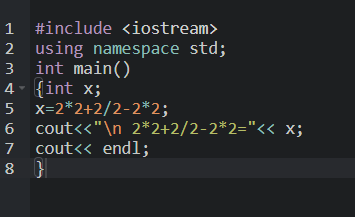 1 #include <iostream>
2 using namespace std;
3 int main()
4 {int x;
5 x=2*2+2/2-2*2;
6 cout<<"\n 2*2+2/2-2*2="<< x;
7 cout<< endl;
8 }